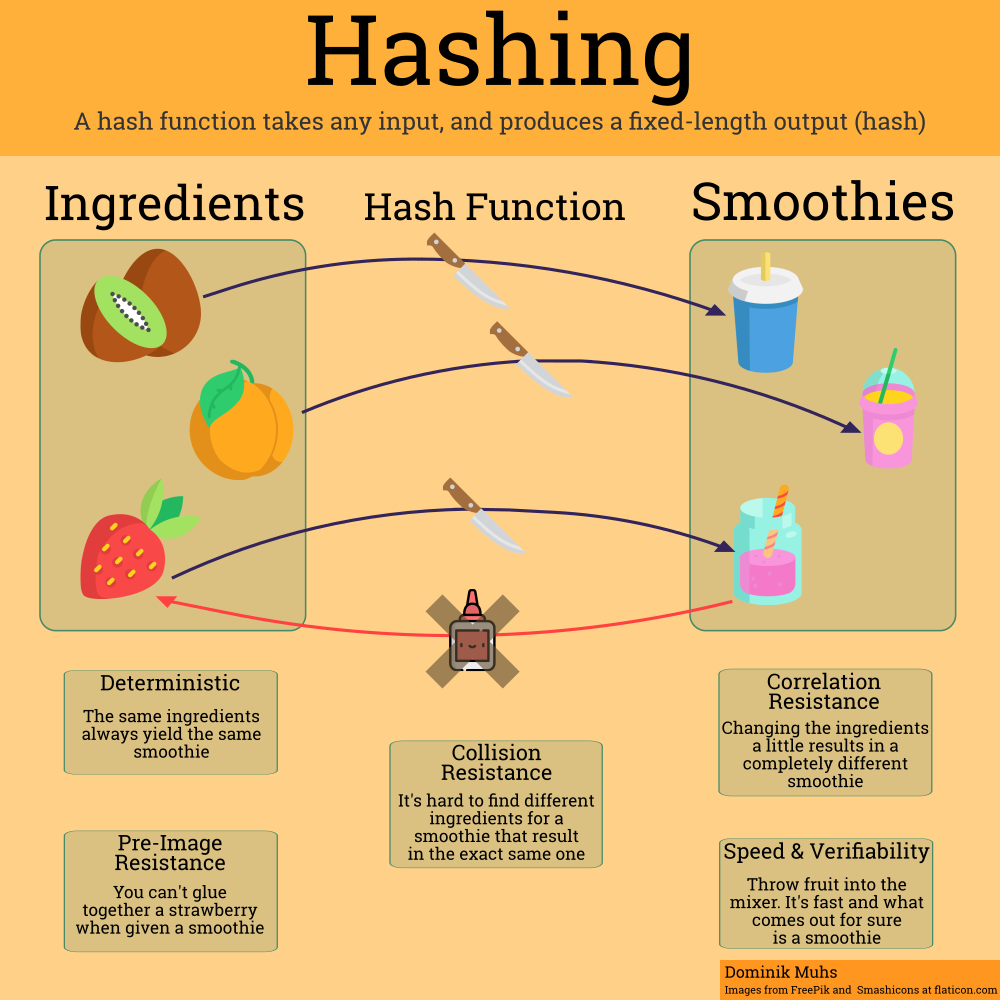 Hashing
A hash function takes any input, and produces a fixed-length output (hash)
Ingredients
Hash Function
Smoothies
Deterministic
The same ingredients
always yield the same
smoothie
Pre-Image
Resistance
You can't glue
together a strawberry
when given a smoothie
Collision
Resistance
It's hard to find different
ingredients for a
smoothie that result
in the exact same one
Correlation
Resistance
Changing the ingredients
a little results in a
completely different
smoothie
Speed & Verifiability
Throw fruit into the
mixer. It's fast and what
comes out for sure
is a smoothie
Dominik Muhs
Images from FreePik and Smashicons at flaticon.com